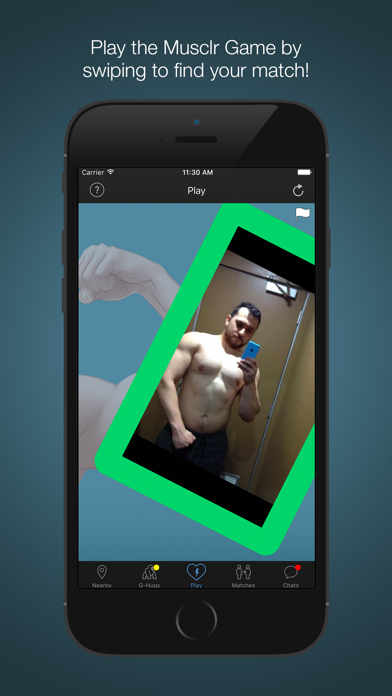 Play the Musclr Game by
swiping to find your match!
Carrier 11:30 AM
?
Play
Nearby G-Hugs Play Matches Chats